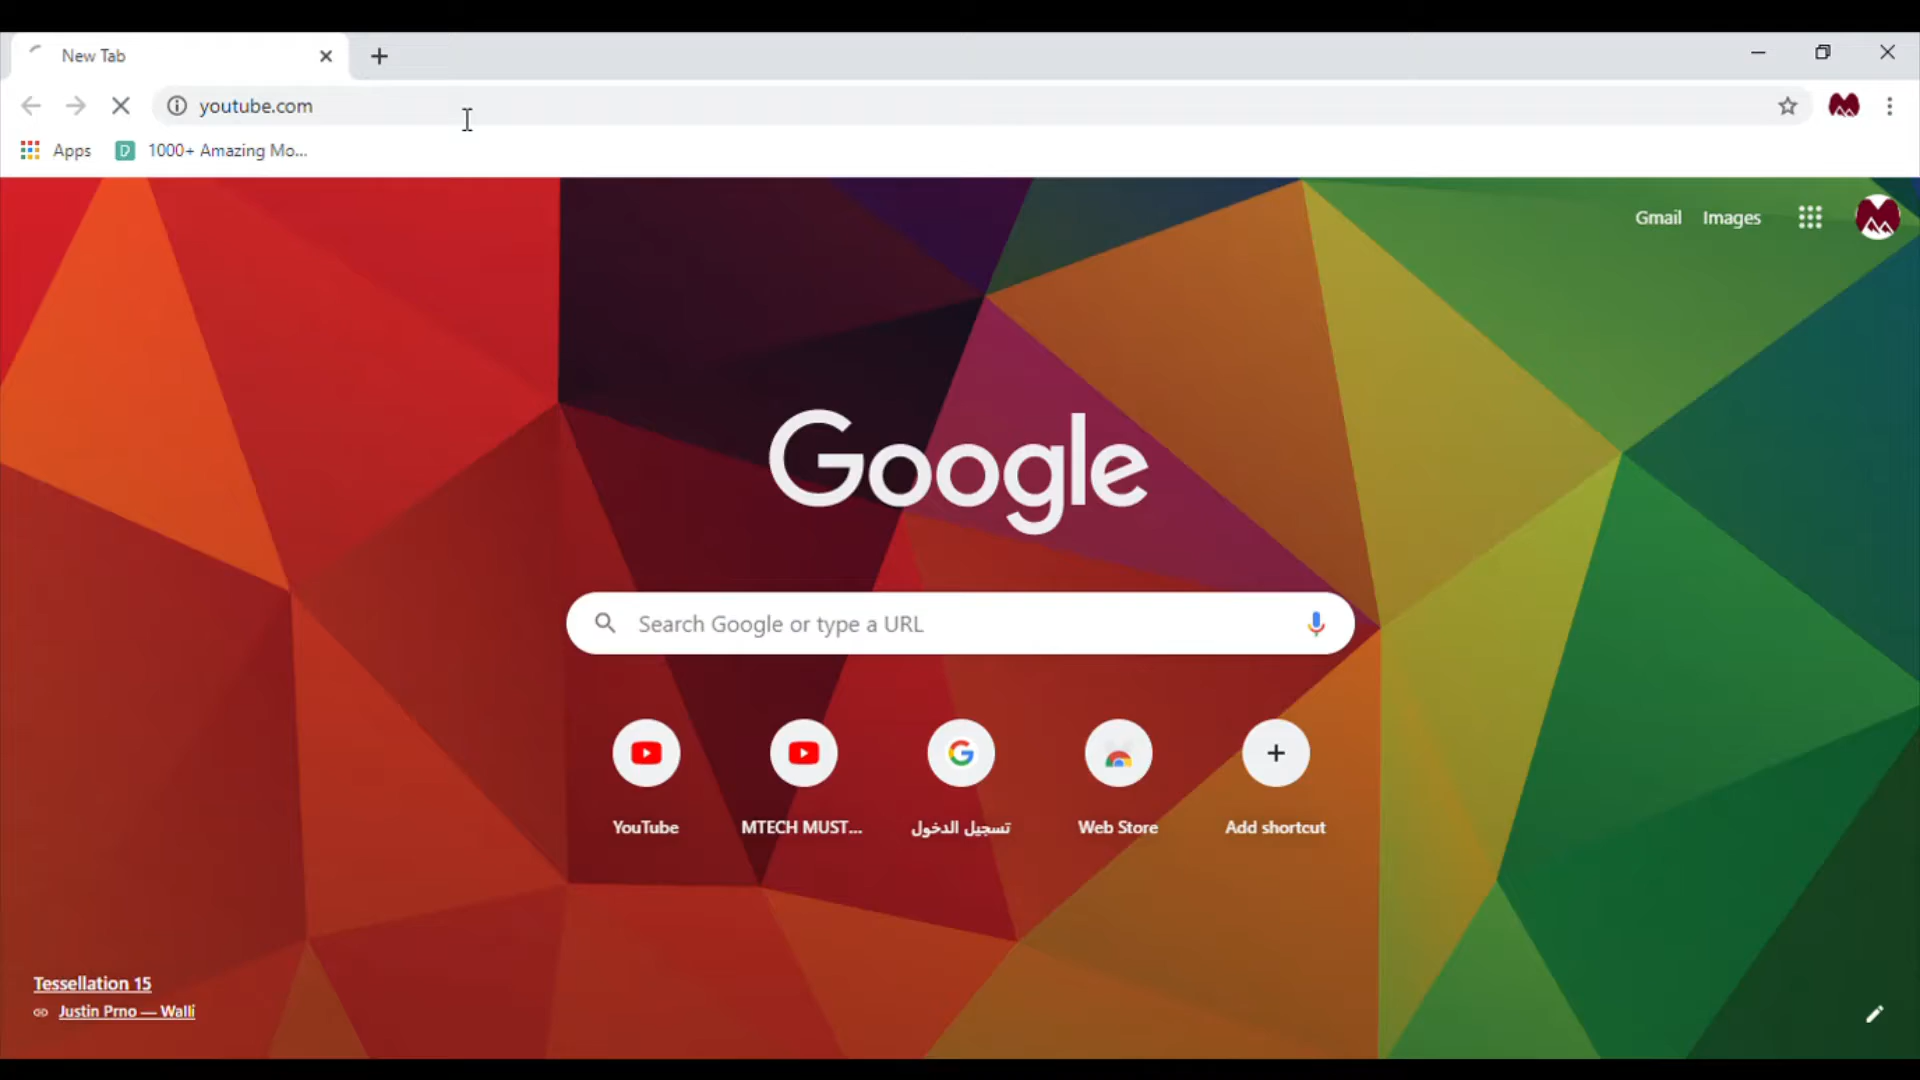 New Tab
youtube.com
Apps
1000+ Amazing Mo...
Gmail
Images
Google
Search Google or type a URL
YouTube
MTECH MUST...
تسجيل الدخول
Web Store
Add shortcut
Tessellation 15
Justin Prno — Walli